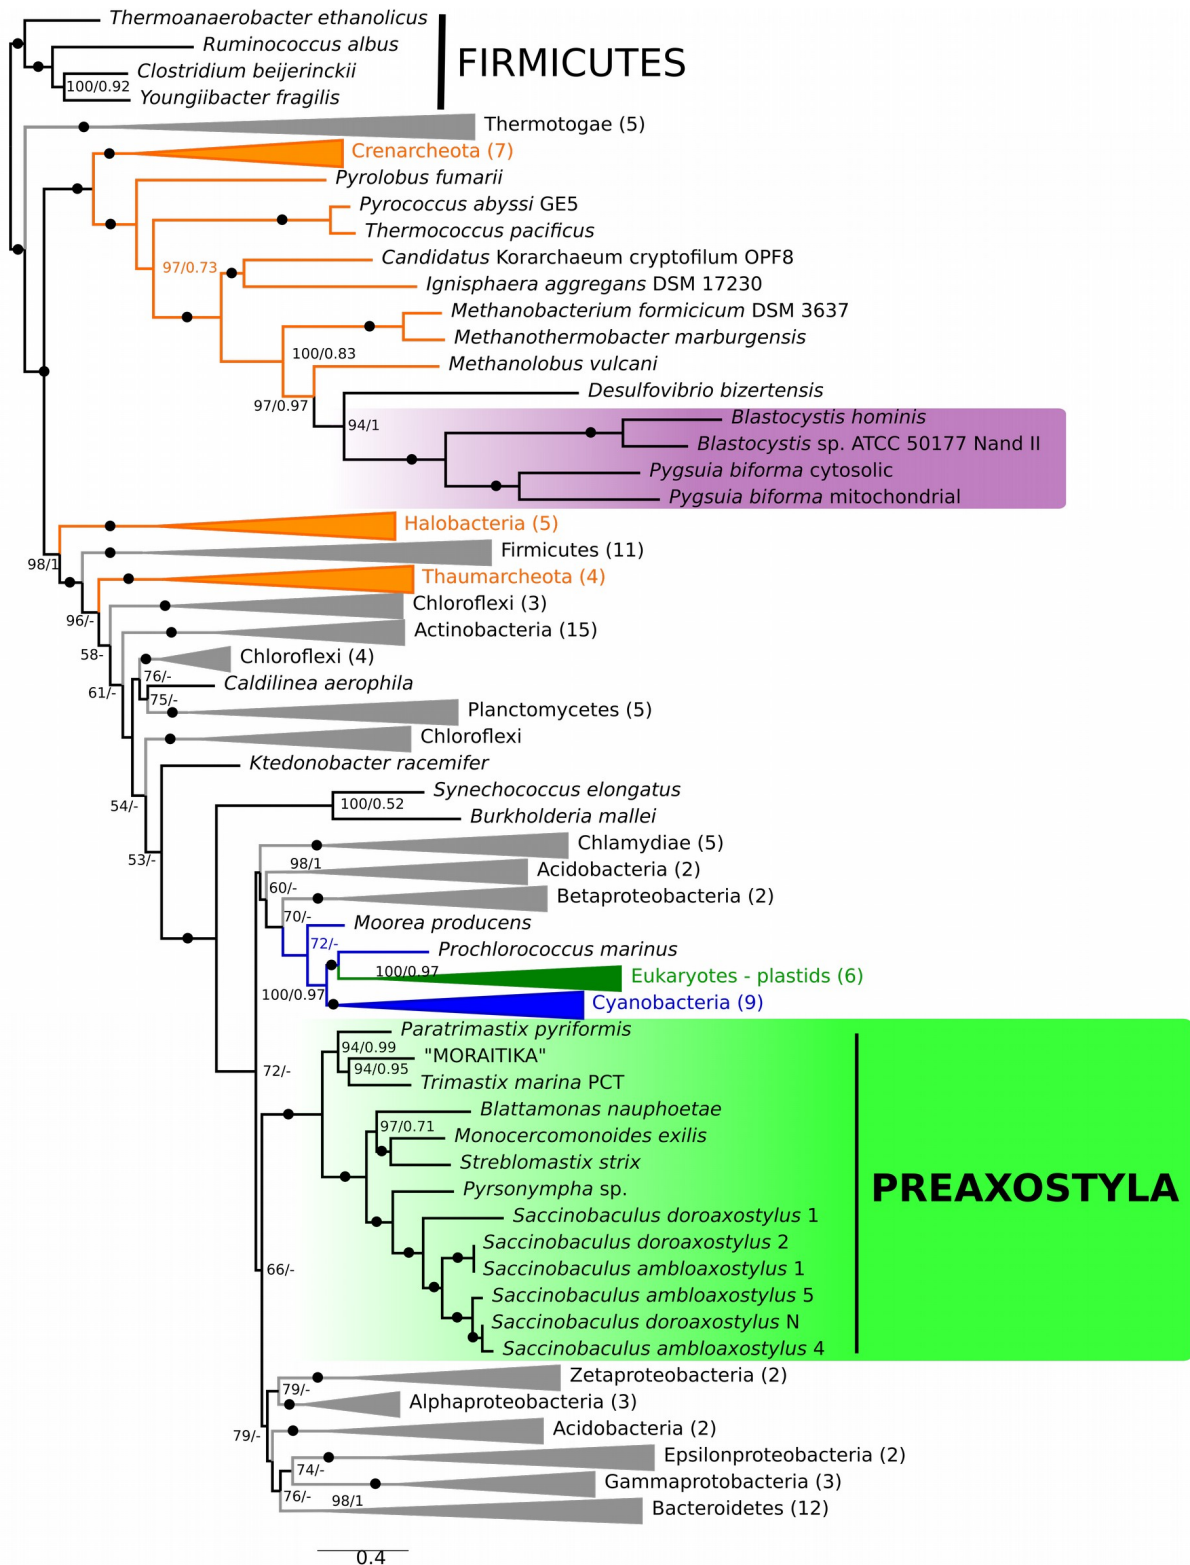 Thermoanaerobacter ethanolicus
Ruminococcus albus
FIRMICUTES
Clostridium beijerinckii
100/0.92
Youngiibacter fragilis
Thermotogae (5)
Crenarcheota (7)
Pyrolobus fumarii
Pyrococcus abyssi GE5
Thermococcus pacificus
Candidatus Korarchaeum cryptofilum OPF8
97/0.73
Ignisphaera aggregans DSM 17230
Methanobacterium formicicum DSM 3637
Methanothermobacter marburgensis
100/0.83
Methanolobus vulcani
Desulfovibrio bizertensis
97/0.97
94/1
Blastocystis hominis
Blastocystis sp. ATCC 50177 Nand II
Pygsuia biforma cytosolic
Pygsuia biforma mitochondrial
Halobacteria (5)
Firmicutes (11)
98/1
Thaumarcheota (4)
Chloroflexi (3)
96/-
Actinobacteria (15)
58-
Chloroflexi (4)
76/-
Caldilinea aerophila
61/-
75/-
Planctomycetes (5)
Chloroflexi
Ktedonobacter racemifer
Synechococcus elongatus
54/-
100/0.52
Burkholderia mallei
Chlamydiae (5)
53/-
98/1
Acidobacteria (2)
60/-
Betaproteobacteria (2)
70/-
Moorea producens
72/-
Prochlorococcus marinus
100/0.97
Eukaryotes - plastids (6)
100/0.97
Cyanobacteria (9)
Paratrimastix pyriformis
94/0.99
"MORAITIKA"
72/-
94/0.95
Trimastix marina PCT
Blattamonas nauphoetae
97/0.71
Monocercomonoides exilis
Streblomastix strix
PREAXOSTYLA
Pyrsonympha sp.
Saccinobaculus doroaxostylus 1
Saccinobaculus doroaxostylus 2
66/-
Saccinobaculus ambloaxostylus 1
Saccinobaculus ambloaxostylus 5
Saccinobaculus doroaxostylus N
Saccinobaculus ambloaxostylus 4
Zetaproteobacteria (2)
79/-
Alphaproteobacteria (3)
Acidobacteria (2)
79/-
Epsilonproteobacteria (2)
74/-
Gammaprotobacteria (3)
76/-
98/1
Bacteroidetes (12)
0.4